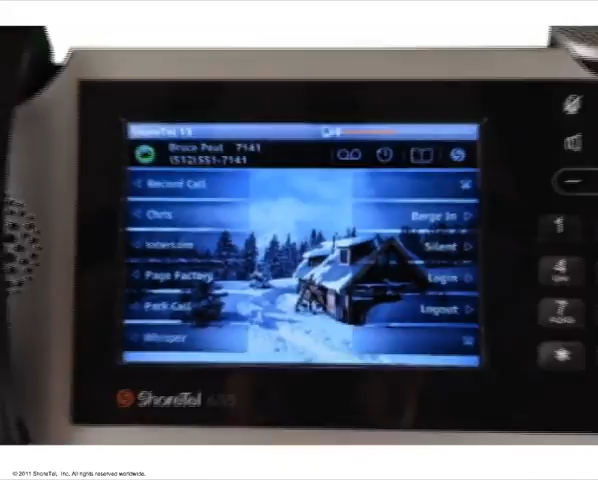 ShoreTel 13
Bruce Paul 7141
(512)551-7141
Record Call
Chris
Barge In
Silent
Page Factory
Login
Park Call
Logout
Whisper
ShoreTel 655
© 2011 ShoreTel, Inc. All rights reserved worldwide.